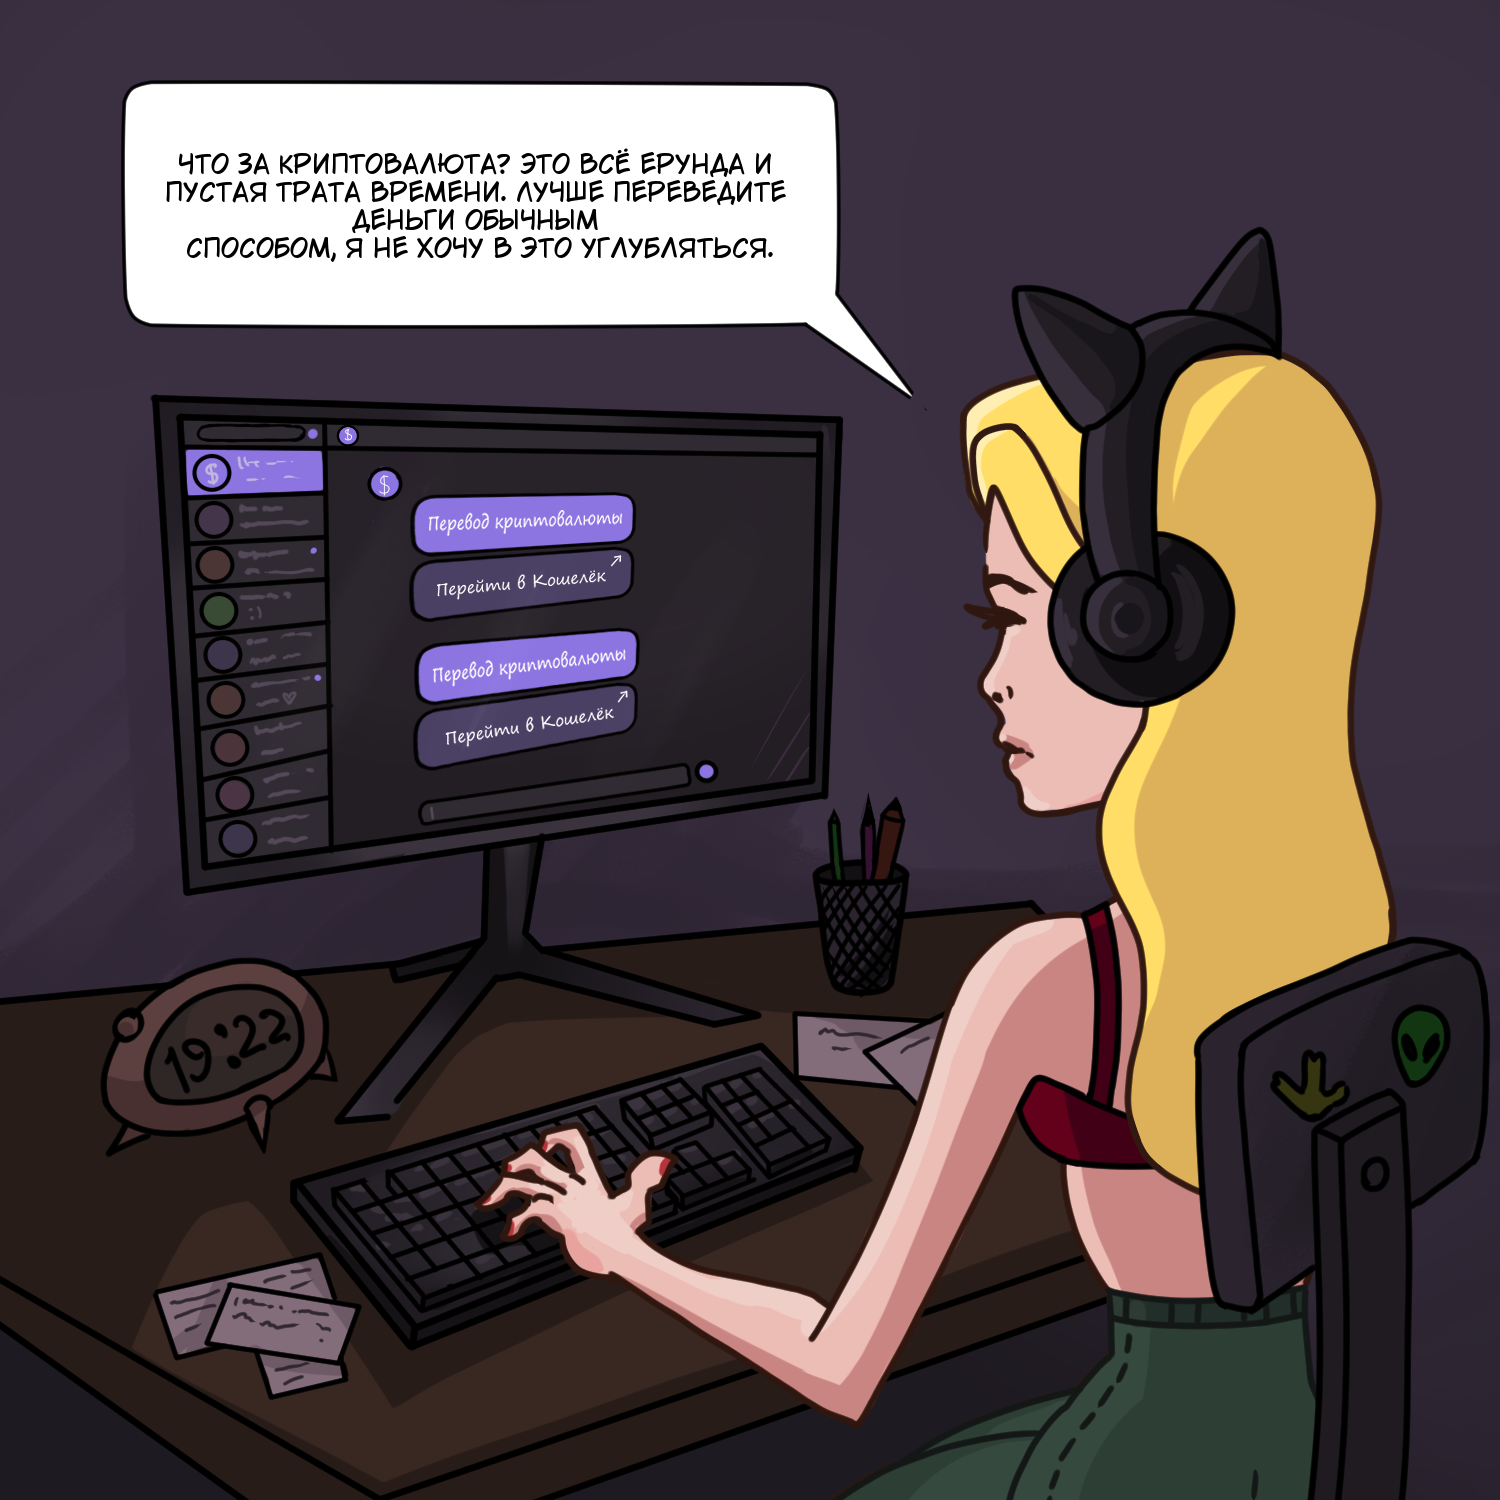 ЧТО ЗА КРИПТОВАЛЮТА? ЭТО ВСЁ ЕРУНДА И
ПУСТАЯ ТРАТА ВРЕМЕНИ. ЛУЧШЕ ПЕРЕВЕДИТЕ
ДЕНЬГИ ОБЫЧНЫМ
СПОСОБОМ, Я НЕ ХОЧУ В ЭТО УГЛУБЛЯТЬСЯ.
$
$
$
Перевод криптовалюты
Перейти в Кошелёк
:)
Перевод криптовалюты
Перейти в Кошелёк
19:22